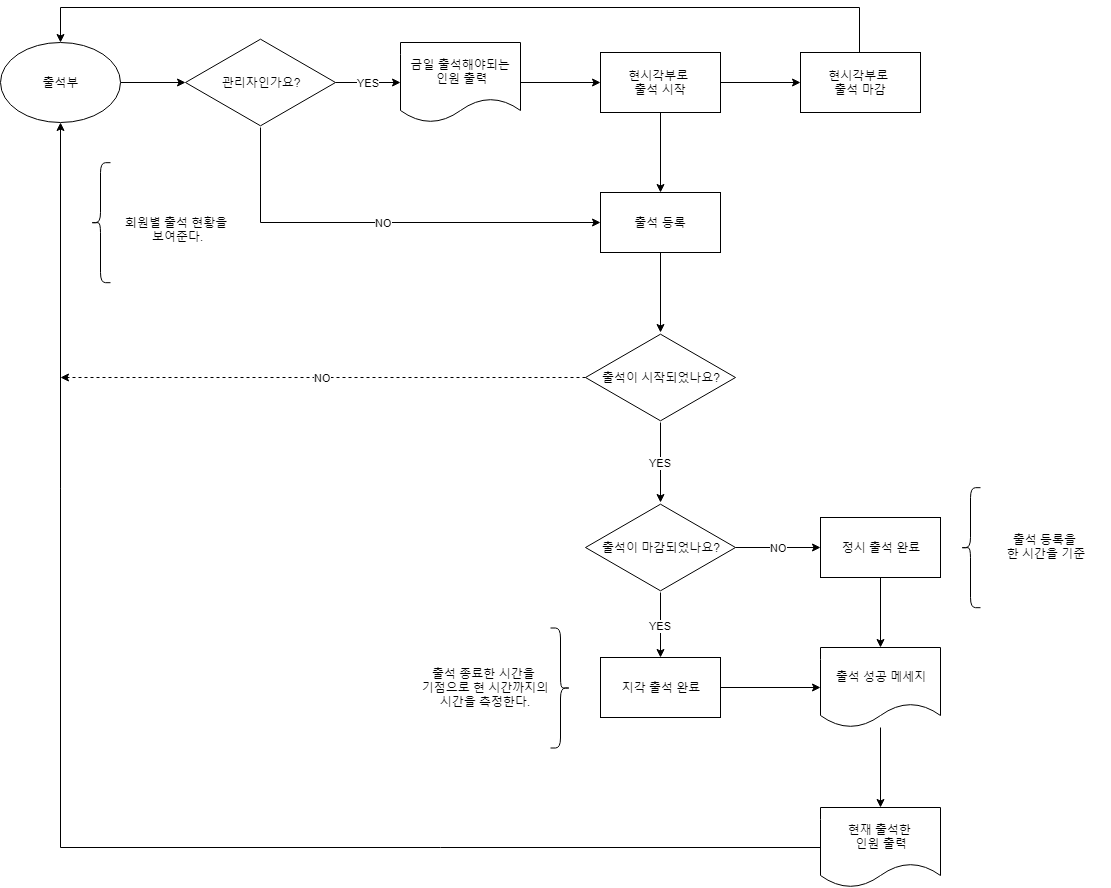 출석부
관리자인가요?
YES
금일 출석해야되는
인원 출력
현시각부로
출석 시작
현시각부로
출석 마감
회원별 출석 현황을
보여준다.
NO
출석 등록
NO
출석이 시작되었나요?
YES
출석이 마감되었나요?
NO
정시 출석 완료
출석 등록을
한 시간을 기준
YES
출석 종료한 시간을
기점으로 현 시간까지의
시간을 측정한다.
지각 출석 완료
출석 성공 메세지
현재 출석한
인원 출력